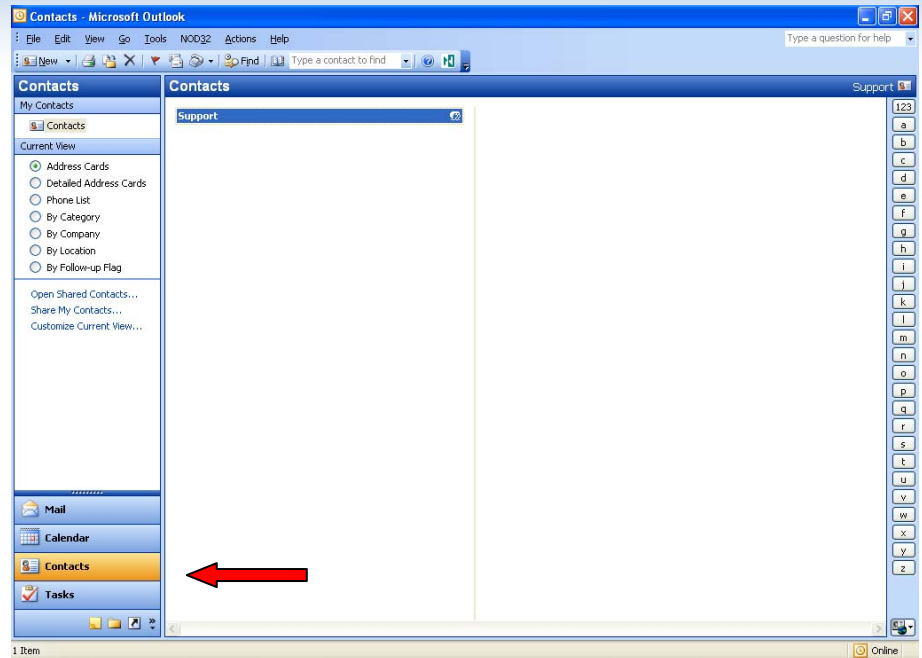 Contacts - Microsoft Outlook
File Edit View Go Tools NOD32 Actions Help
Type a question for help
New Find Type a contact to find
Contacts
My Contacts
Contacts
Current View
Address Cards
Detailed Address Cards
Phone List
By Category
By Company
By Location
By Follow-up Flag
Open Shared Contacts...
Share My Contacts...
Customize Current View...
Mail
Calendar
Contacts
Tasks
Contacts Support
Support
123
a
b
c
d
e
f
g
h
i
j
k
l
m
n
o
p
q
r
s
t
u
v
w
x
y
z
1 Item Online